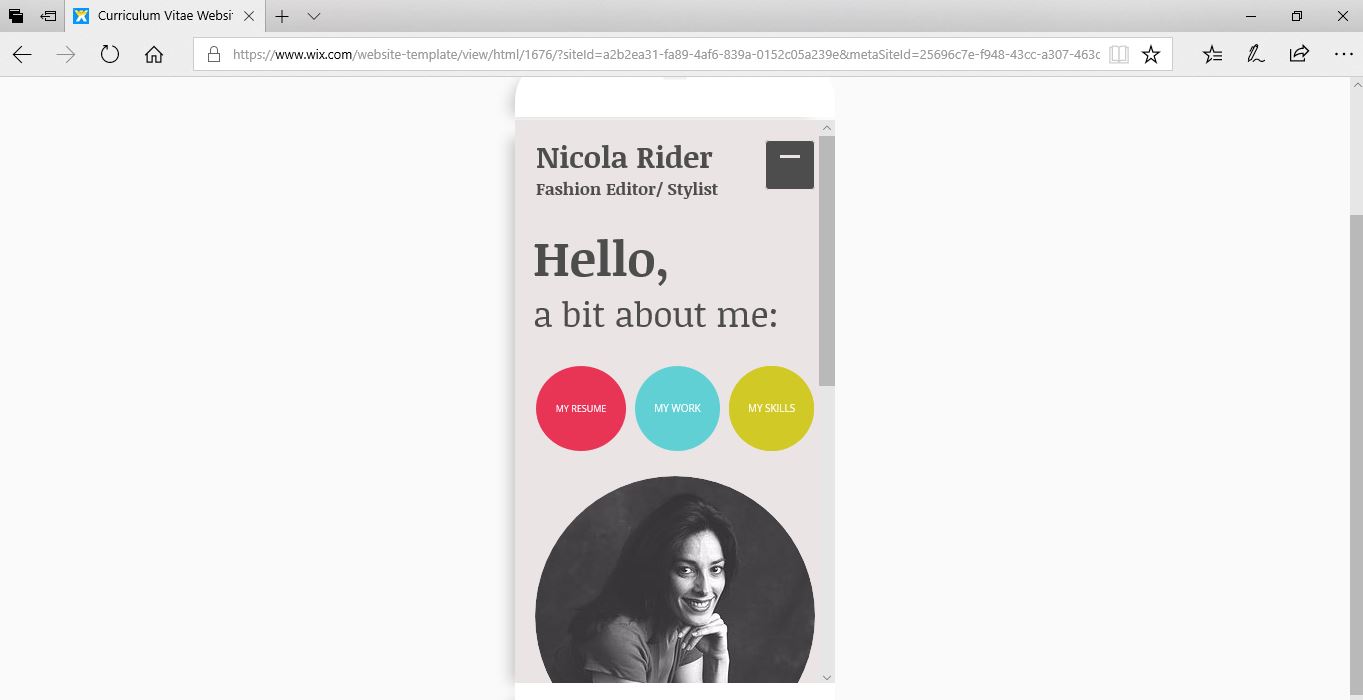 Curriculum Vitae Websi
https://www.wix.com/website-template/view/html/1676/?siteId=a2b2ea31-fa89-4af6-839a-0152c05a239e&metaSiteId=25696c7e-f948-43cc-a307-463c
Nicola Rider
Fashion Editor/ Stylist
Hello,
a bit about me:
MY RESUME
MY WORK
MY SKILLS